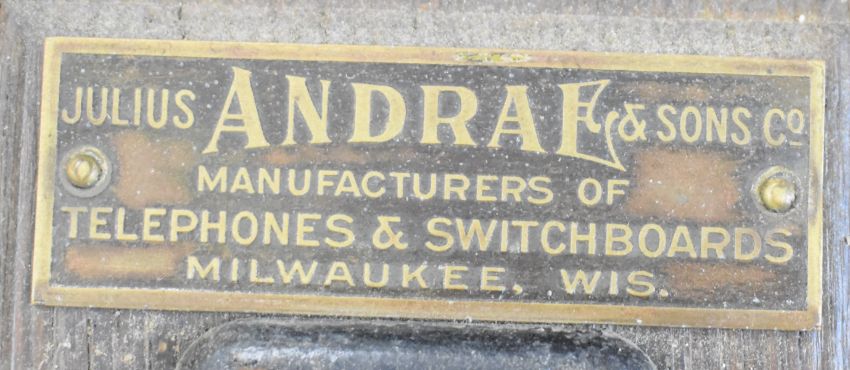 JULIUS ANDRAE & SONS CO
MANUFACTURERS OF
TELEPHONES & SWITCHBOARDS
MILWAUKEE, WIS.